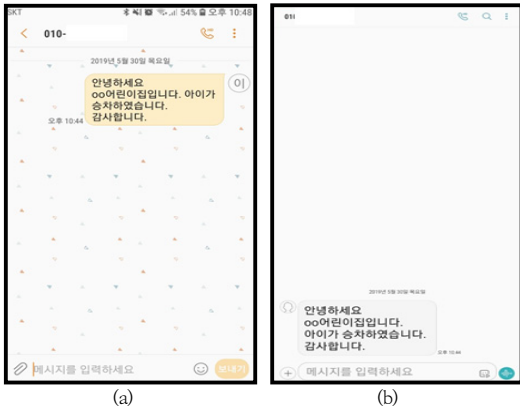 SKT 54% 오후 10:48
010-
2019년 5월 30일 목요일
안녕하세요
oo어린이집입니다. 아이가
승차하였습니다.
감사합니다.
이
오후 10:44
메시지를 입력하세요
보내기
(a)
01
2019년 5월 30일 목요일
안녕하세요
oo어린이집입니다.
아이가 승차하였습니다.
감사합니다.
오후 10:44
메시지를 입력하세요
(b)